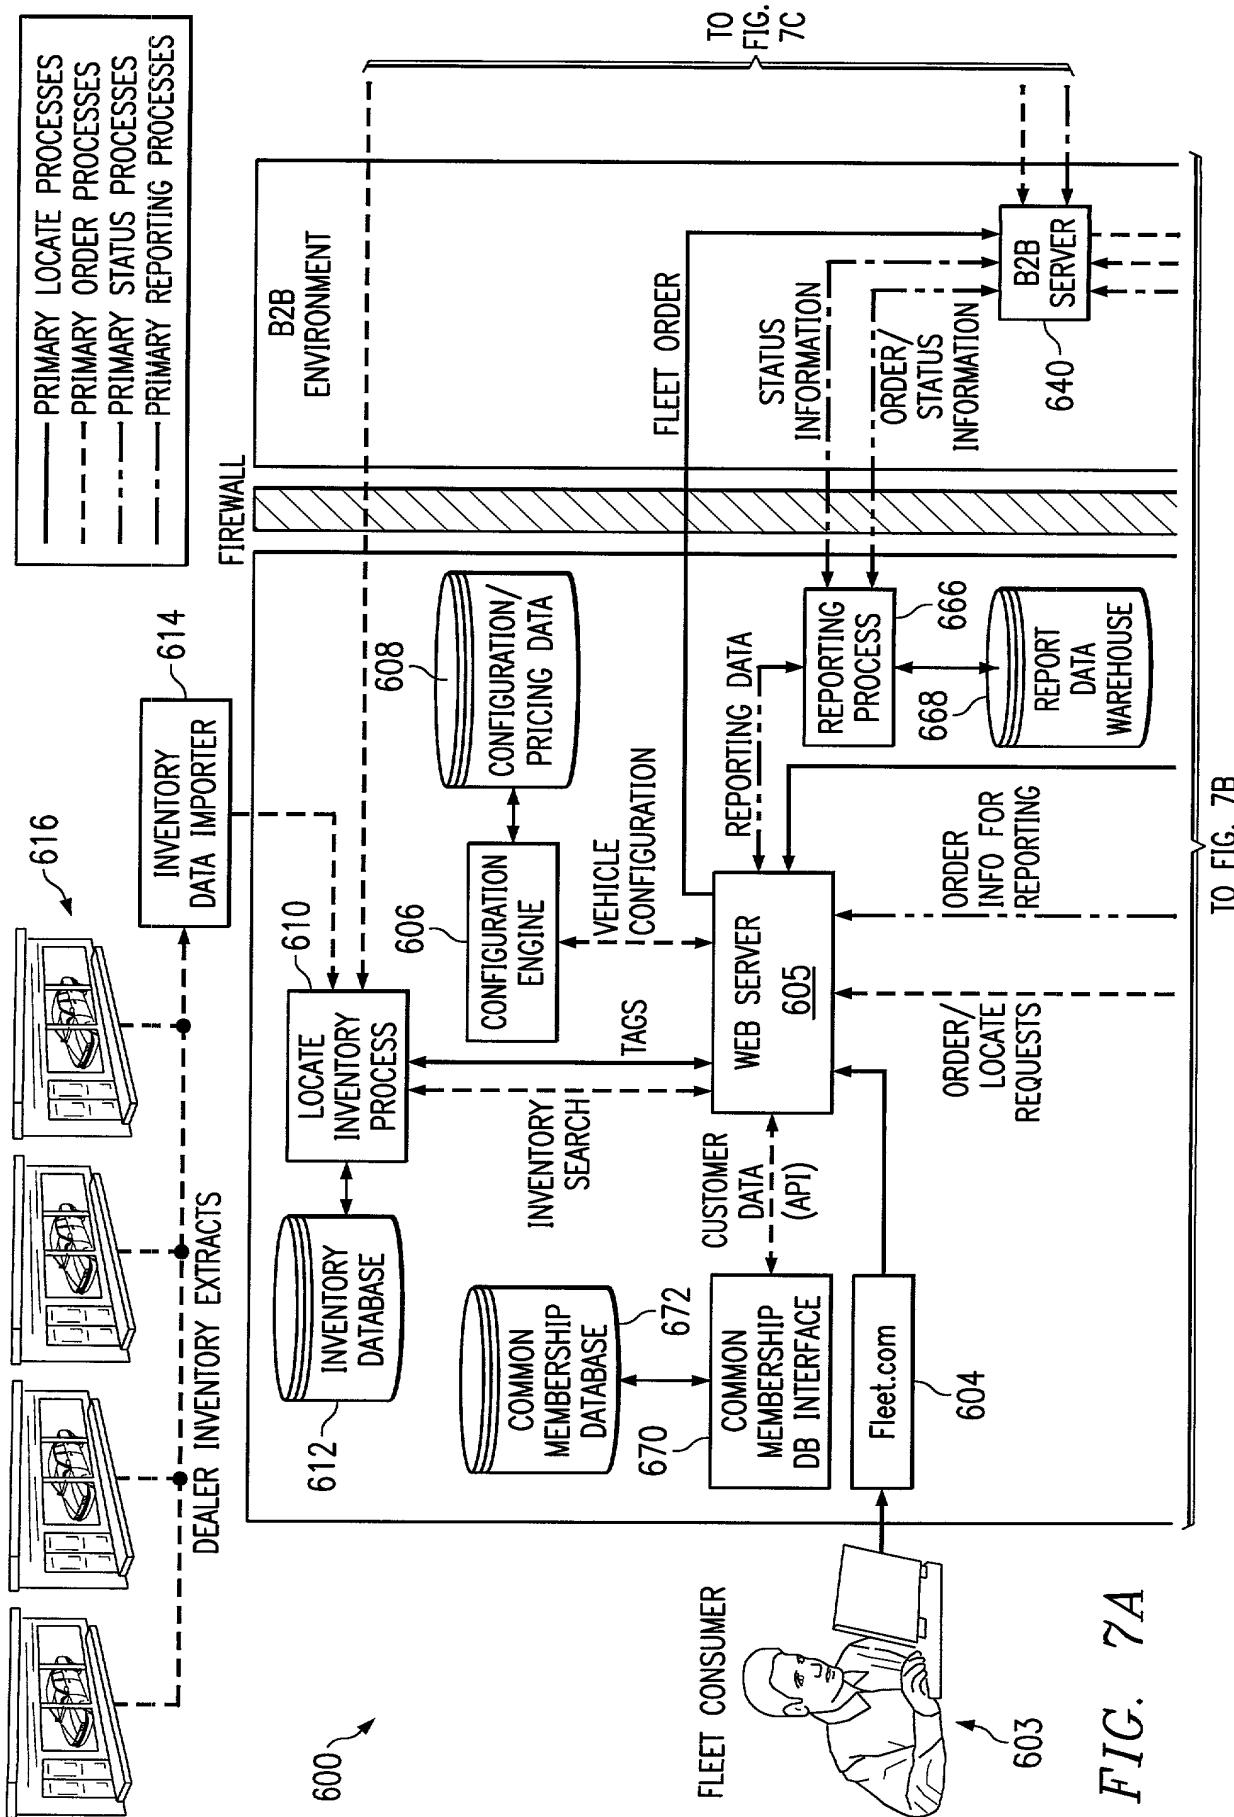 616
DEALER INVENTORY EXTRACTS
614
INVENTORY
DATA IMPORTER
PRIMARY LOCATE PROCESSES
PRIMARY ORDER PROCESSES
PRIMARY STATUS PROCESSES
PRIMARY REPORTING PROCESSES
600
FIREWALL
B2B
ENVIRONMENT
TO
FIG.
7C
612
INVENTORY
DATABASE
610
LOCATE
INVENTORY
PROCESS
606
CONFIGURATION
ENGINE
608
CONFIGURATION/
PRICING DATA
INVENTORY
SEARCH
TAGS
VEHICLE
CONFIGURATION
COMMON
MEMBERSHIP
DATABASE
672
670
COMMON
MEMBERSHIP
DB INTERFACE
CUSTOMER
DATA
(API)
WEB SERVER
605
REPORTING DATA
REPORTING
PROCESS
666
668
REPORT
DATA
WAREHOUSE
FLEET ORDER
STATUS
INFORMATION
ORDER/
STATUS
INFORMATION
B2B
SERVER
640
FLEET CONSUMER
603
Fleet.com
604
ORDER/
LOCATE
REQUESTS
ORDER
INFO FOR
REPORTING
TO FIG. 7B
FIG. 7A